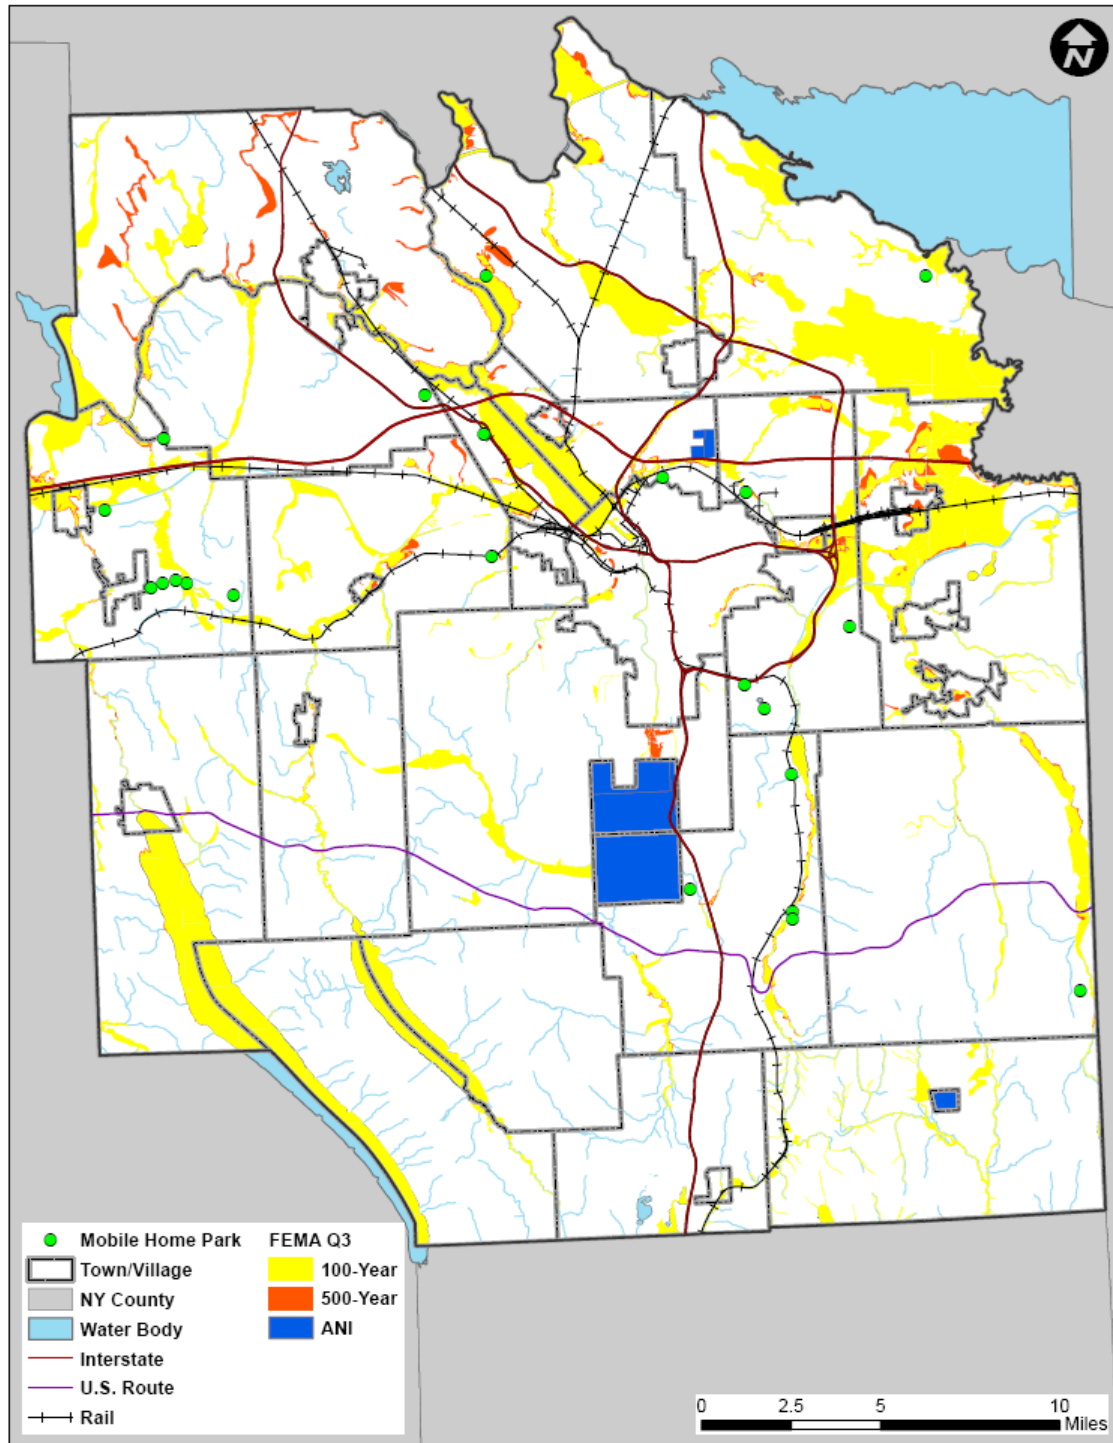 N
Mobile Home Park
Town/Village
NY County
Water Body
Interstate
U.S. Route
Rail
FEMA Q3
100-Year
500-Year
ANI
0 2.5 5 10
Miles